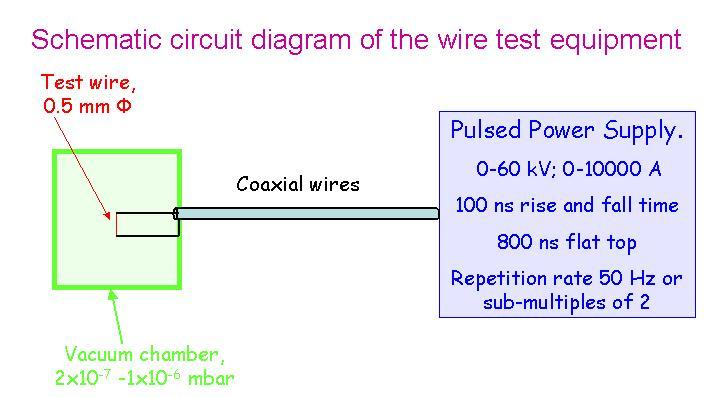 Schematic circuit diagram of the wire test equipment
Test wire,
0.5 mm Φ
Coaxial wires
Pulsed Power Supply.
0-60 kV; 0-10000 A
100 ns rise and fall time
800 ns flat top
Repetition rate 50 Hz or
sub-multiples of 2
Vacuum chamber,
2x10⁻⁷ -1x10⁻⁶ mbar